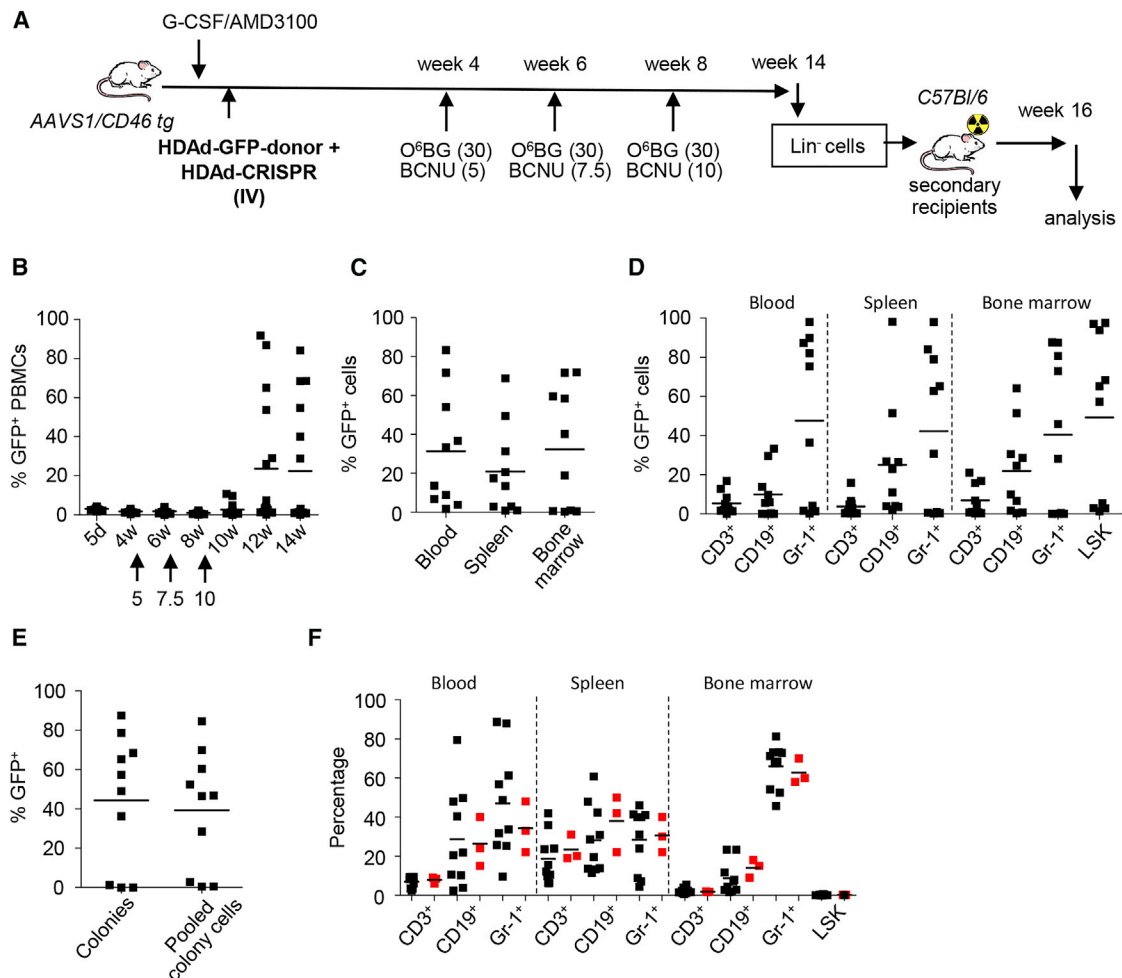 A
G-CSF/AMD3100
week 4
week 6
week 8
week 14
C57Bl/6
week 16
AAVS1/CD46 tg
HDAd-GFP-donor +
HDAd-CRISPR
(IV)
O⁶BG (30)
BCNU (5)
O⁶BG (30)
BCNU (7.5)
O⁶BG (30)
BCNU (10)
Lin⁻ cells
secondary
recipients
analysis
B
% GFP⁺ PBMCs
100
80
60
40
20
0
5d
4w
6w
8w
10w
12w
14w
5
7.5
10
C
% GFP⁺ cells
100
80
60
40
20
0
Blood
Spleen
Bone
marrow
D
Blood
Spleen
Bone marrow
% GFP⁺ cells
100
80
60
40
20
0
CD3⁺
CD19⁺
Gr-1⁺
CD3⁺
CD19⁺
Gr-1⁺
CD3⁺
CD19⁺
Gr-1⁺
LSK
E
% GFP⁺
100
80
60
40
20
0
Colonies
Pooled
colony cells
F
Blood
Spleen
Bone marrow
Percentage
100
80
60
40
20
0
CD3⁺
CD19⁺
Gr-1⁺
CD3⁺
CD19⁺
Gr-1⁺
CD3⁺
CD19⁺
Gr-1⁺
LSK